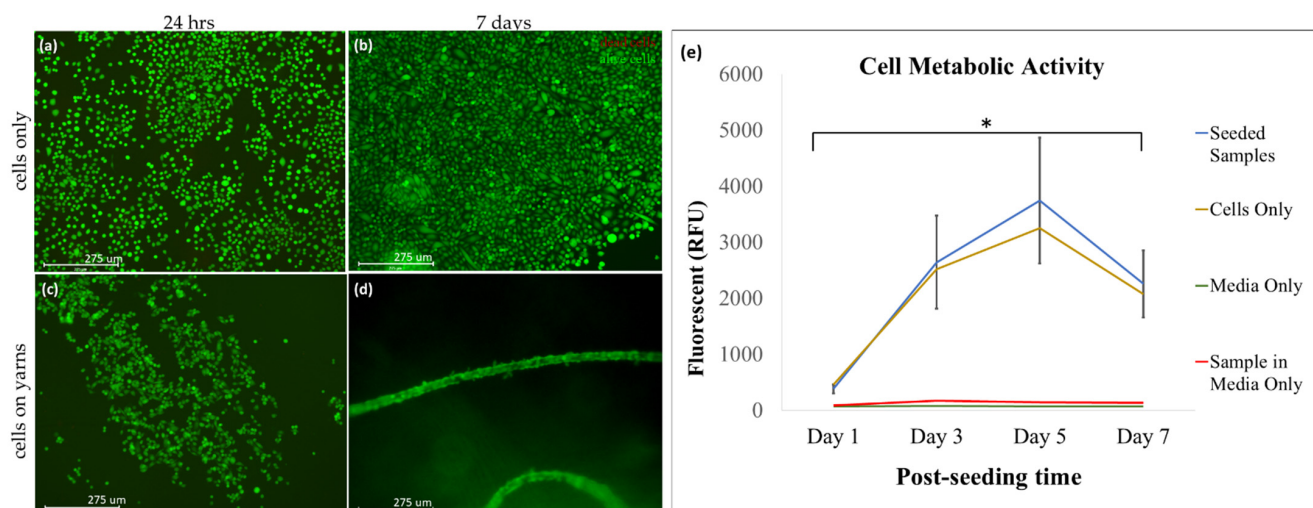 24 hrs
7 days
cells only
cells on yarns
(a)
275 um
(b)
dead cells
alive cells
275 um
(c)
275 um
(d)
275 um
(e)
Cell Metabolic Activity
Fluorescent (RFU)
6000
5000
4000
3000
2000
1000
0
*
Day 1
Day 3
Day 5
Day 7
Post-seeding time
Seeded
Samples
Cells Only
Media Only
Sample in
Media Only